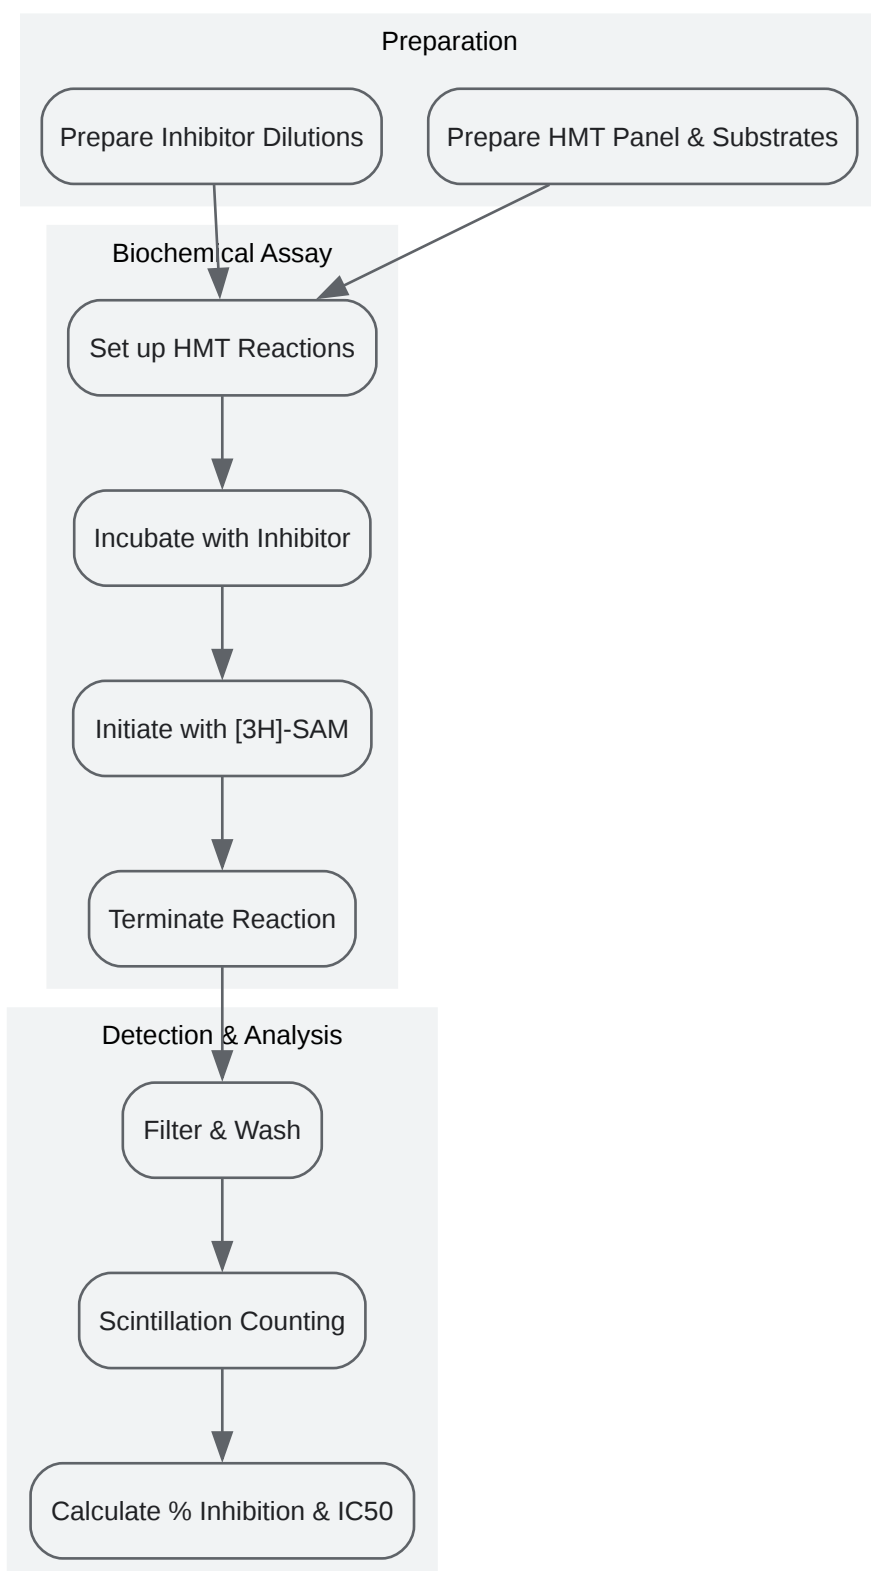 Preparation
Prepare Inhibitor Dilutions
Prepare HMT Panel & Substrates
Biochemical Assay
Set up HMT Reactions
Incubate with Inhibitor
Initiate with [3H]-SAM
Terminate Reaction
Detection & Analysis
Filter & Wash
Scintillation Counting
Calculate % Inhibition & IC50